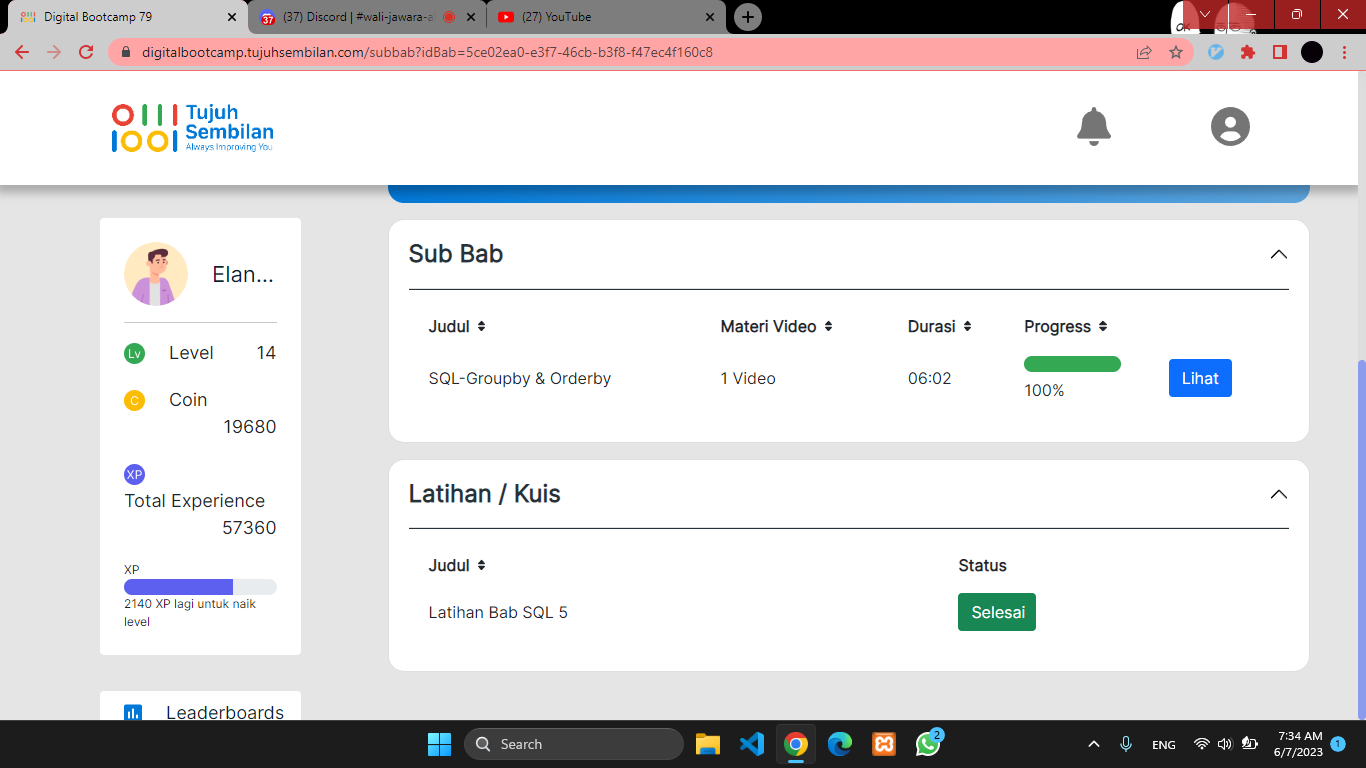 Digital Bootcamp 79
(37) Discord | #wali-jawara-a
(27) YouTube
digitalbootcamp.tujuhsembilan.com/subbab?idBab=5ce02ea0-e3f7-46cb-b3f8-f47ec4f160c8
Tujuh
Sembilan
Always Improving You
Elan...
Lv Level 14
C Coin
19680
XP
Total Experience
57360
XP
2140 XP lagi untuk naik
level
Leaderboards
Sub Bab
Judul Materi Video Durasi Progress
SQL-Groupby & Orderby 1 Video 06:02 100% Lihat
Latihan / Kuis
Judul Status
Latihan Bab SQL 5 Selesai
Search
2
ENG
7:34 AM
6/7/2023
1